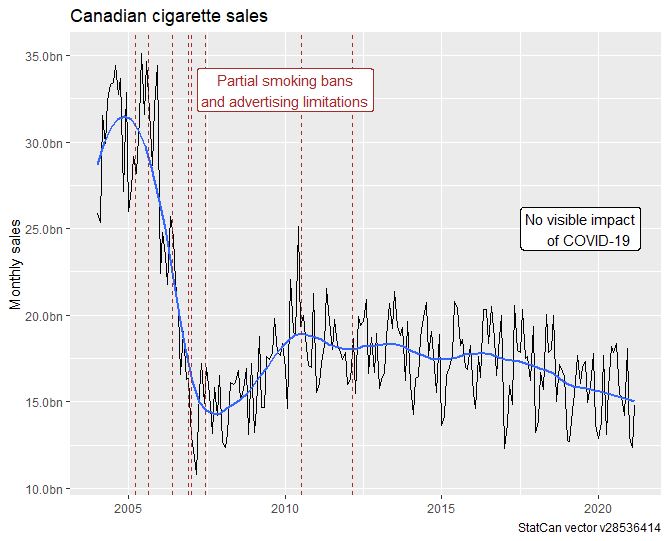 Canadian cigarette sales
Monthly sales
35.0bn
30.0bn
25.0bn
20.0bn
15.0bn
10.0bn
Partial smoking bans
and advertising limitations
No visible impact
of COVID-19
2005
2010
2015
2020
StatCan vector v28536414